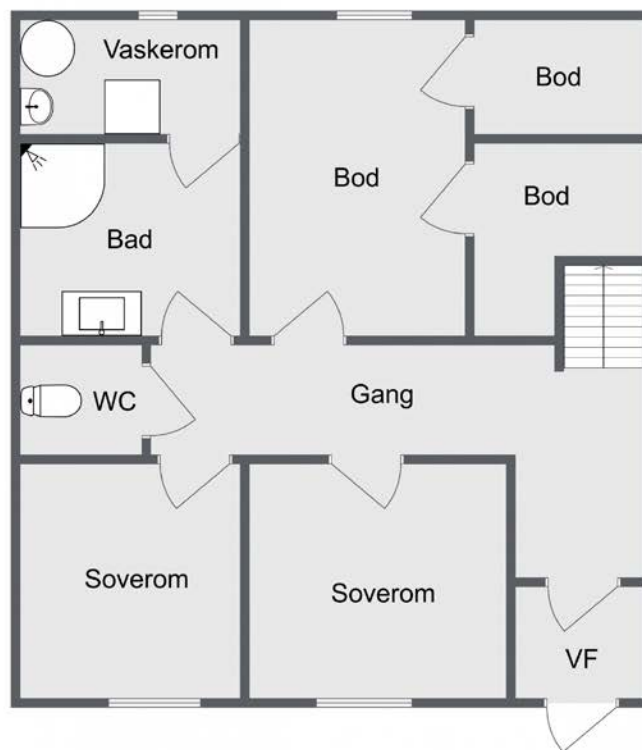 Vaskerom
Bod
Bod
Bod
Bad
WC
Gang
Soverom
Soverom
VF